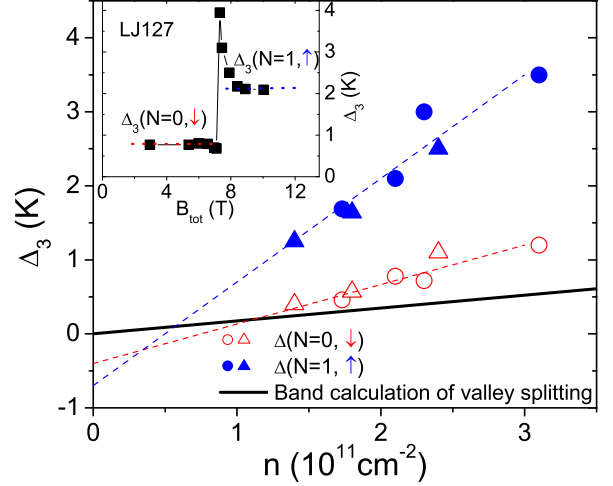 LJ127
Δ₃(N=1,↑)
Δ₃(N=0,↓)
4
3
2
1
0
Δ₃ (K)
0 4 8 12
B_tot (T)
4
3
2
1
0
-1
Δ₃ (K)
Δ(N=0, ↓)
Δ(N=1, ↑)
Band calculation of valley splitting
0 1 2 3
n (10¹¹cm⁻²)